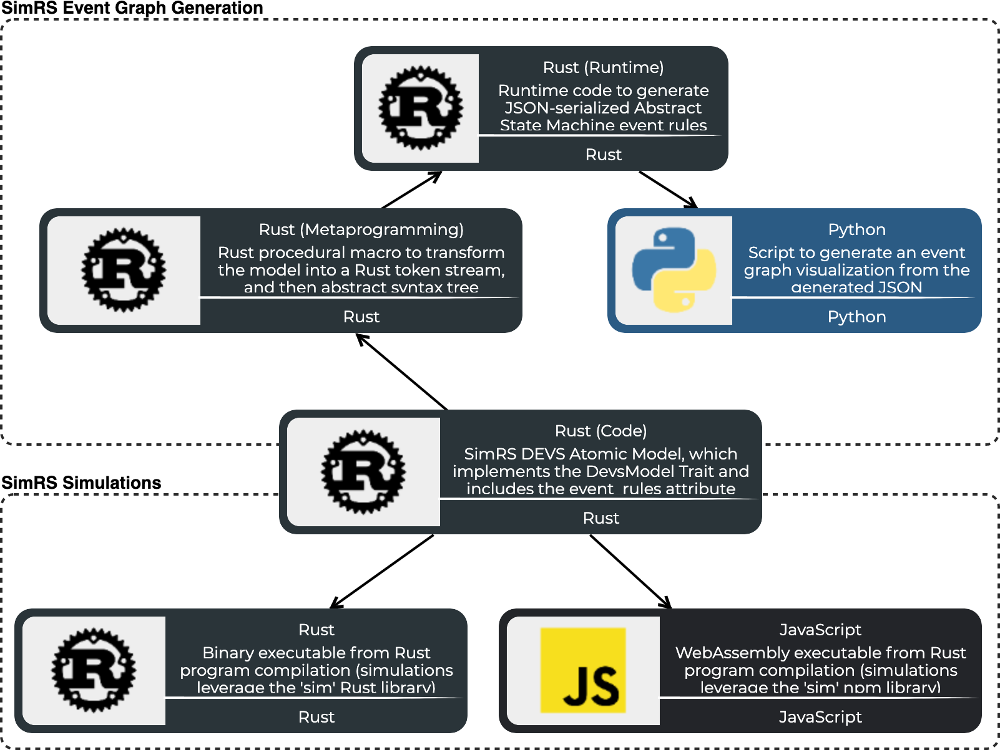 SimRS Event Graph Generation
Rust (Runtime)
Runtime code to generate
JSON-serialized Abstract
State Machine event rules
Rust
Rust (Metaprogramming)
Rust procedural macro to transform
the model into a Rust token stream,
and then abstract syntax tree
Rust
Python
Script to generate an event
graph visualization from the
generated JSON
Python
Rust (Code)
SimRS DEVS Atomic Model, which
implements the DevsModel Trait and
includes the event_rules attribute
Rust
SimRS Simulations
Rust
Binary executable from Rust
program compilation (simulations
leverage the 'sim' Rust library)
Rust
JS
JavaScript
WebAssembly executable from Rust
program compilation (simulations
leverage the 'sim' npm library)
JavaScript